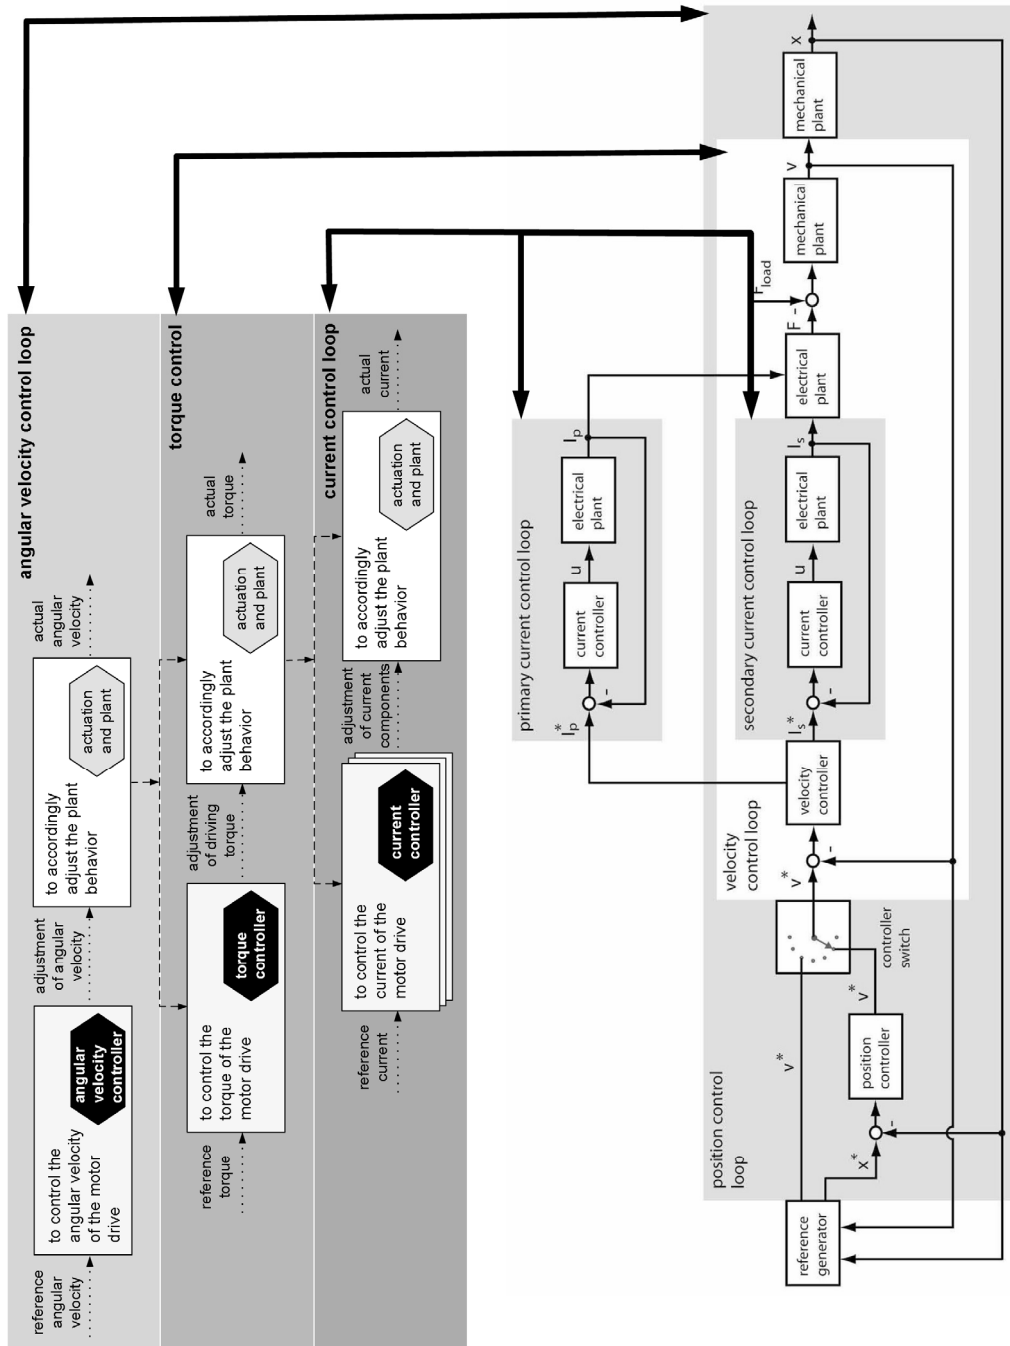 angular velocity control loop
reference
angular
velocity
to control the
angular velocity
of the motor
drive
angular
velocity
controller
adjustment
of angular
velocity
to accordingly
adjust the plant
behavior
actuation
and plant
actual
angular
velocity
torque control
reference
torque
to control the
torque of the
motor drive
torque
controller
adjustment
of driving
torque
to accordingly
adjust the plant
behavior
actuation
and plant
actual
torque
current control loop
reference
current
to control the
current of the
motor drive
current
controller
adjustment
of current
components
to accordingly
adjust the plant
behavior
actuation
and plant
actual
current
primary current control loop
I*p
-
current
controller
u
electrical
plant
Ip
secondary current control loop
I*s
-
current
controller
u
electrical
plant
Is
velocity
control loop
v*
-
velocity
controller
electrical
plant
F
-
Fload
mechanical
plant
v
mechanical
plant
x
position control
loop
reference
generator
v*
x*
-
position
controller
v*
controller
switch